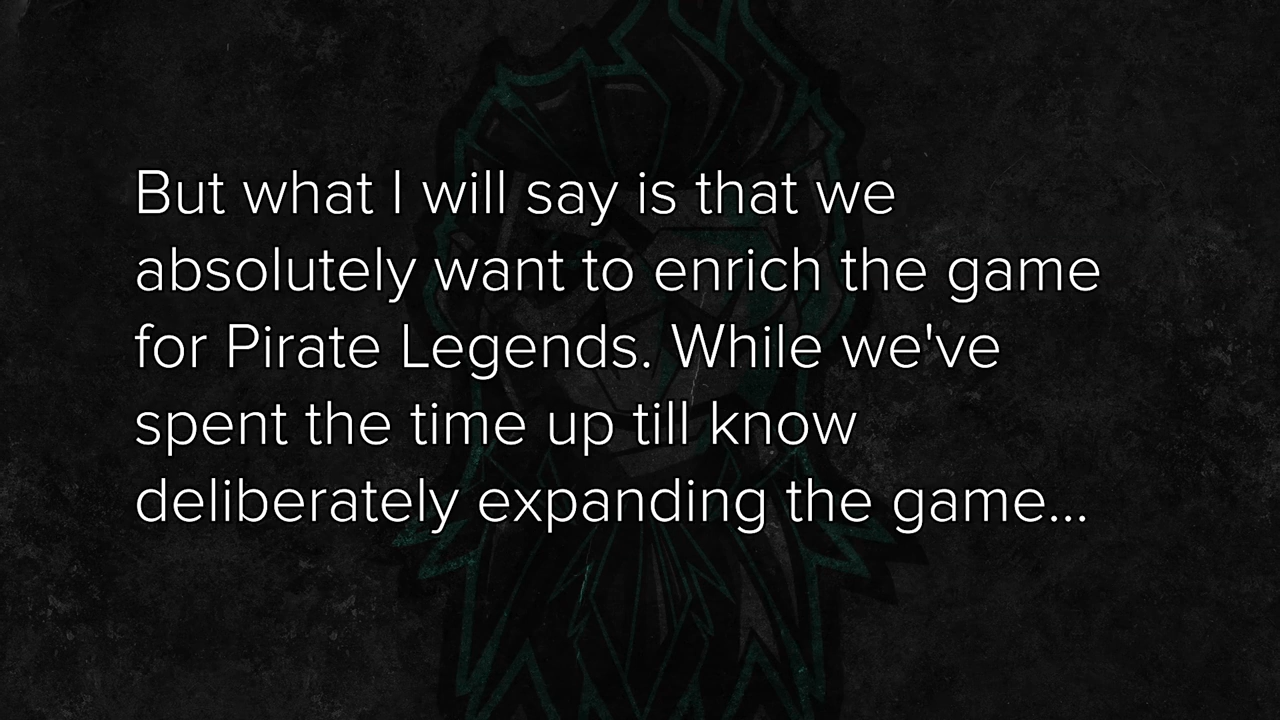 But what I will say is that we
absolutely want to enrich the game
for Pirate Legends. While we've
spent the time up till know
deliberately expanding the game...